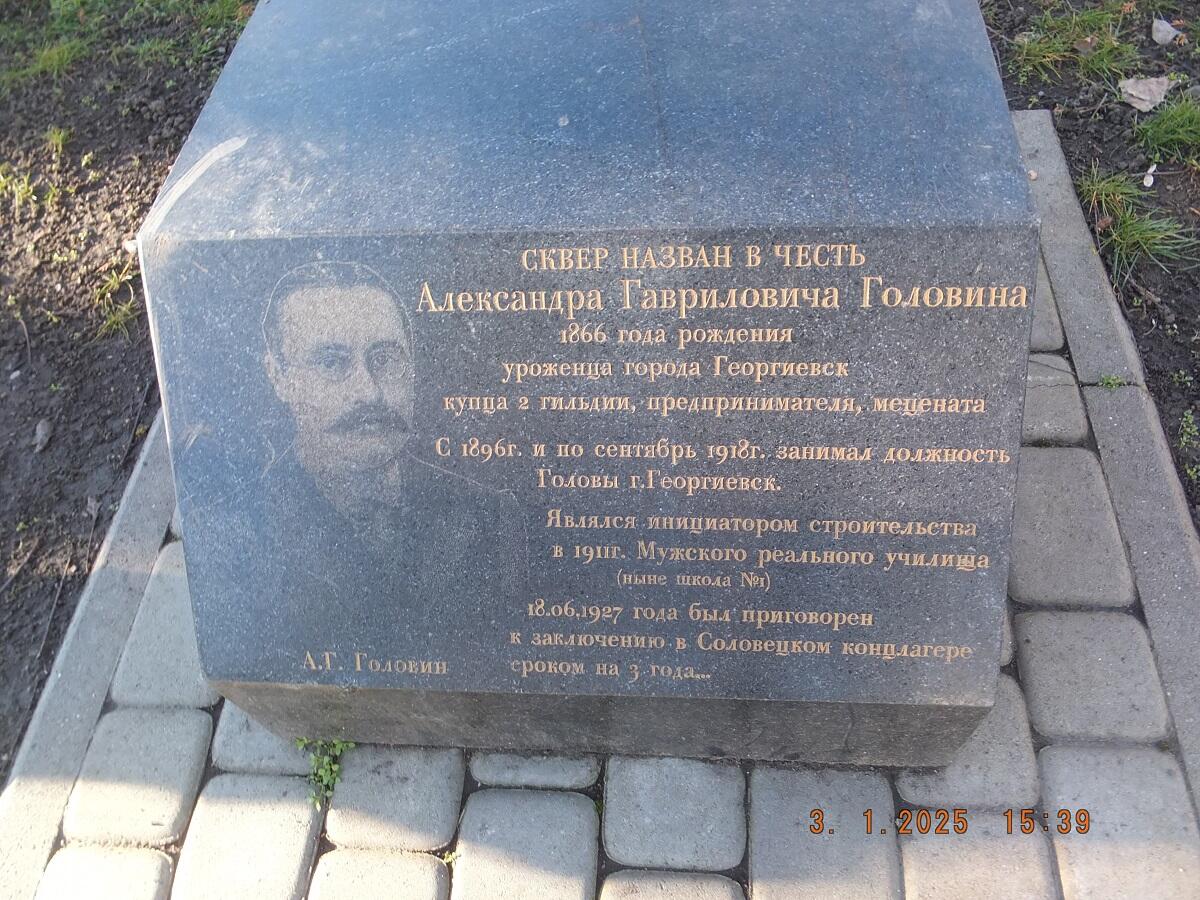 СКВЕР НАЗВАН В ЧЕСТЬ
Александра Гавриловича Головина
1866 года рождения
уроженца города Георгиевск
купца 2 гильдии, предпринимателя, мецената
С 1896г. и по сентябрь 1918г. занимал должность
Головы г.Георгиевск.
Являлся инициатором строительства
в 1911г. Мужского реального училища
(ныне школа №1)
18.06.1927 года был приговорен
к заключению в Соловецком концлагере
сроком на 3 года...
А.Г. Головин
3. 1.2025 15:39